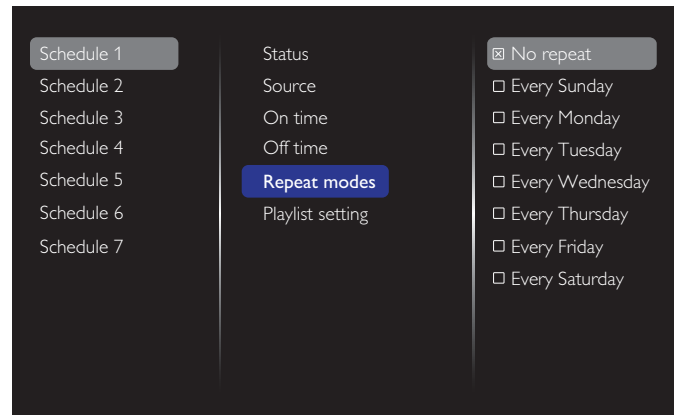 Schedule 1
Schedule 2
Schedule 3
Schedule 4
Schedule 5
Schedule 6
Schedule 7
Status
Source
On time
Off time
Repeat modes
Playlist setting
No repeat
Every Sunday
Every Monday
Every Tuesday
Every Wednesday
Every Thursday
Every Friday
Every Saturday